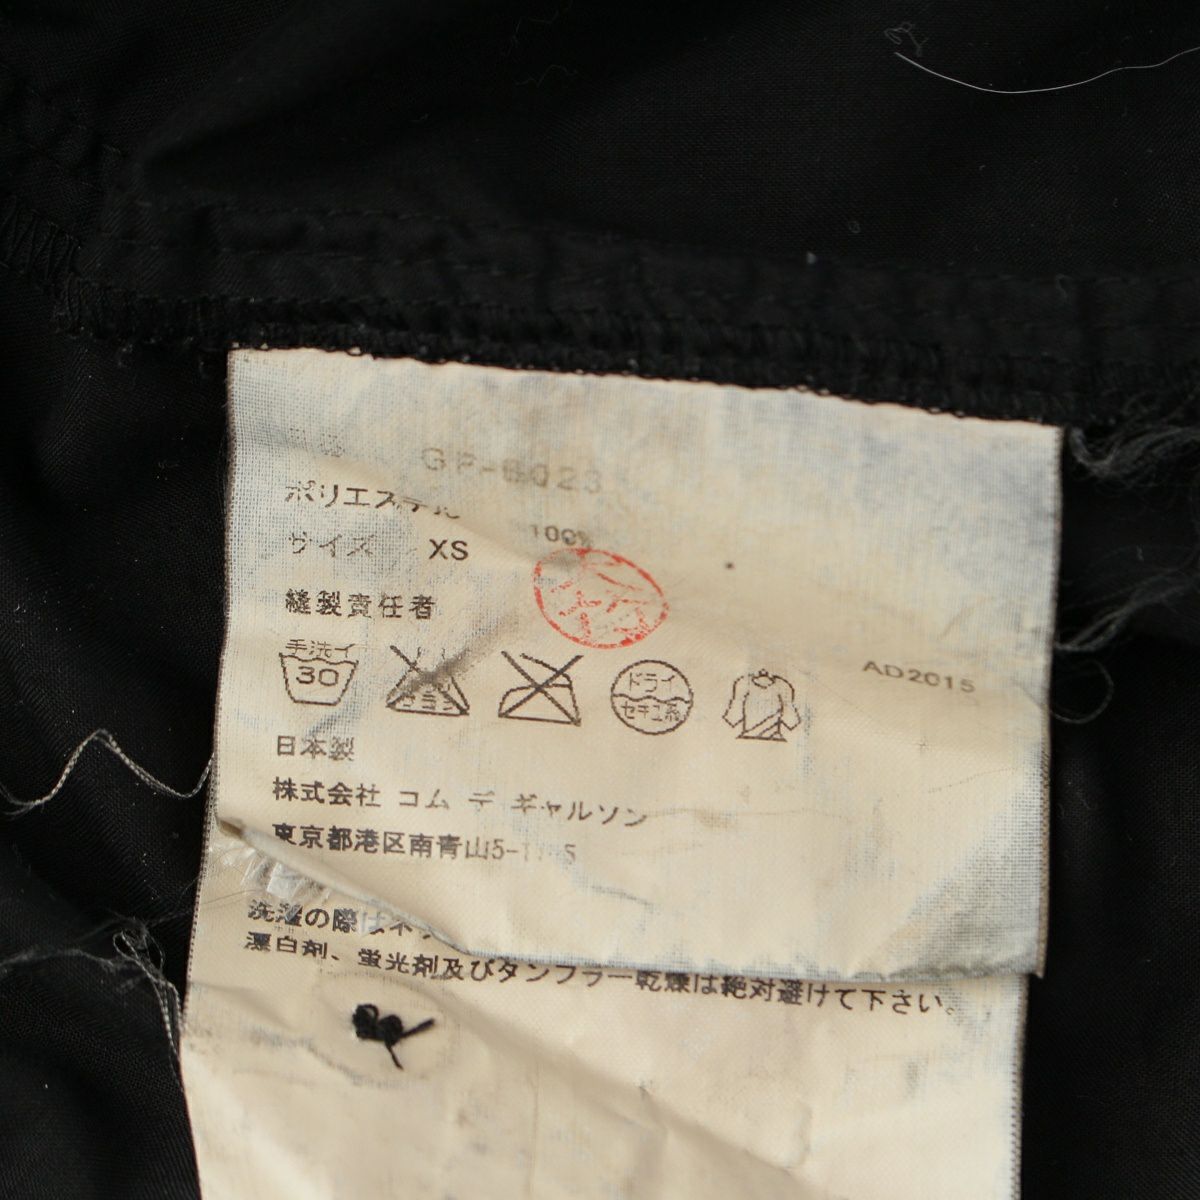 ポリエステル 100%
サイズ XS
縫製責任者
AD2015
手洗イ
30
ドライ
セキユ系
日本製
株式会社 コム デ ギャルソン
東京都港区南青山5-11-5
洗濯の際はネッ
漂白剤、蛍光剤及びタンブラー乾燥は絶対避けて下さい。